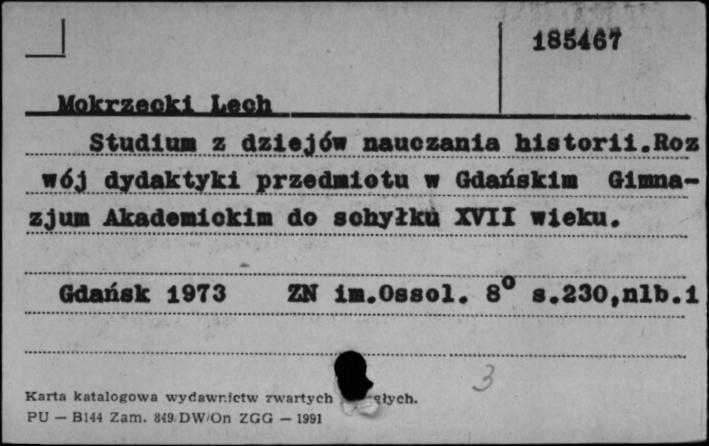 185467
Mokrzecki Lech
Studium z dziejów nauczania historii.Roz
wój dydaktyki przedmiotu w Gdańskim Gimna-
zjum Akademickim do schyłku XVII wieku.
Gdańsk 1973 ZN im.Ossol. 8° s.230,nlb.1
3
Karta katalogowa wydawnictw zwartych
PU — B144 Zam. 849/DW/On ZGG — 1991